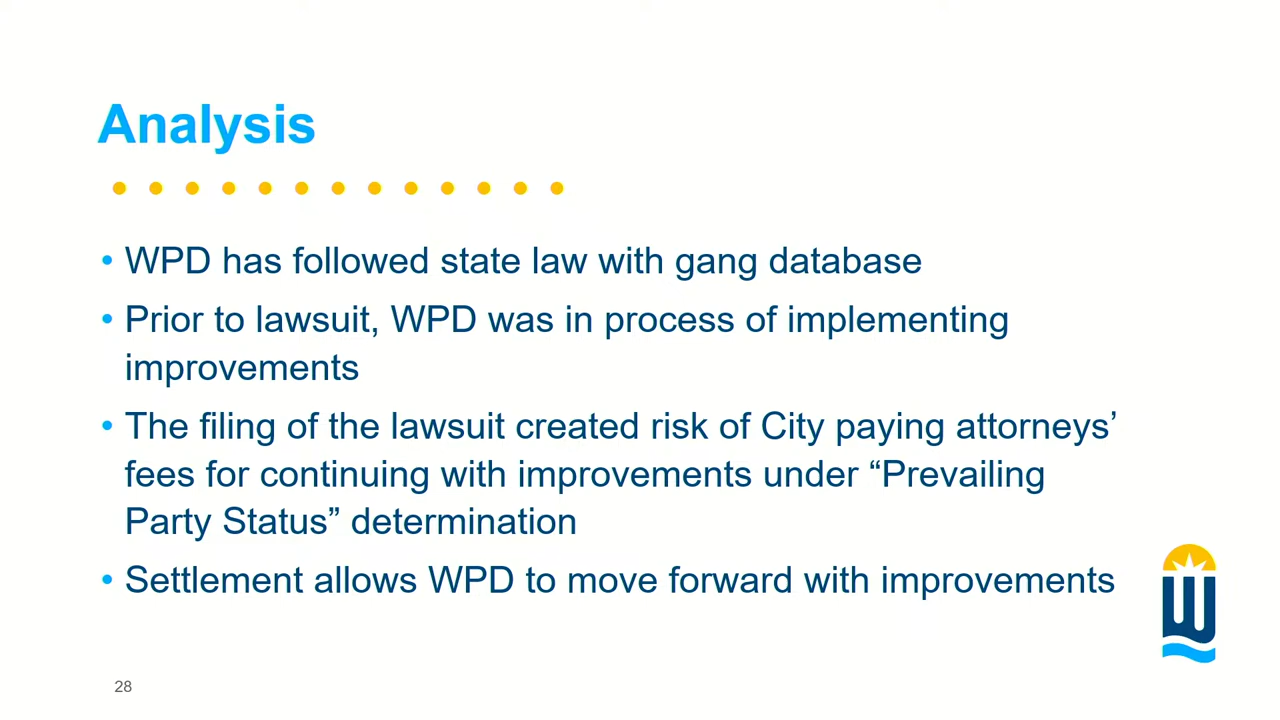 Analysis
• WPD has followed state law with gang database
• Prior to lawsuit, WPD was in process of implementing
improvements
• The filing of the lawsuit created risk of City paying attorneys’
fees for continuing with improvements under “Prevailing
Party Status” determination
• Settlement allows WPD to move forward with improvements
28